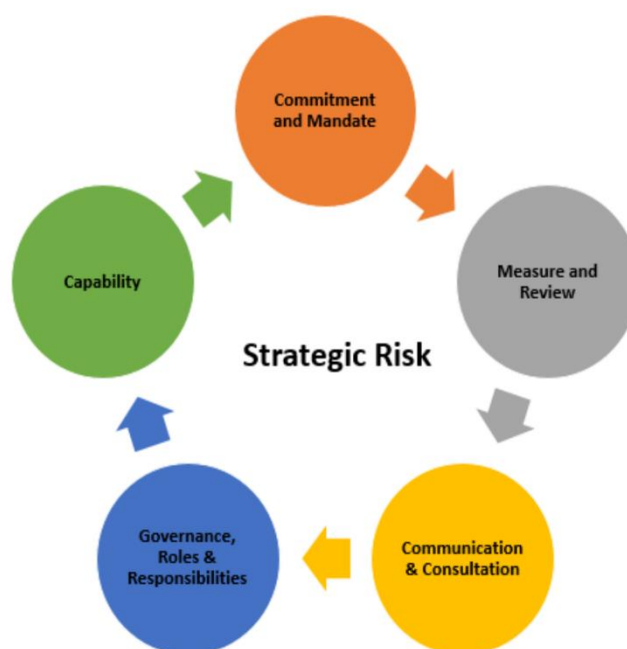 Commitment
and Mandate
Measure and
Review
Communication
& Consultation
Governance,
Roles &
Responsibilities
Capability
Strategic Risk